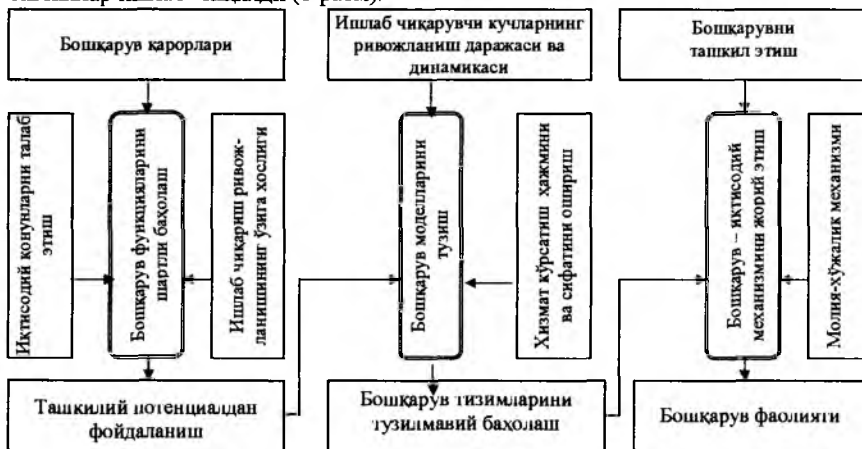 Бошқарув қарорлари
Ишлаб чиқарувчи кучларнинг
ривожланиш даражаси ва
динамикаси
Бошқарувни
ташкил этиш
Иқтисодий қонунларни талаб
этиш
Бошқарув функцияларини
шартли баҳолаш
Ишлаб чиқариш ривож-
ланишининг ўзига хослиги
Бошқарув моделларини
тузиш
Хизмат кўрсатиш ҳажмини
ва сифатини ошириш
Бошқарув – иқтисодий
механизмини жорий этиш
Молия-хўжалик механизми
Ташкилий потенциалдан
фойдаланиш
Бошқарув тизимларини
тузилмавий баҳолаш
Бошқарув фаолияти